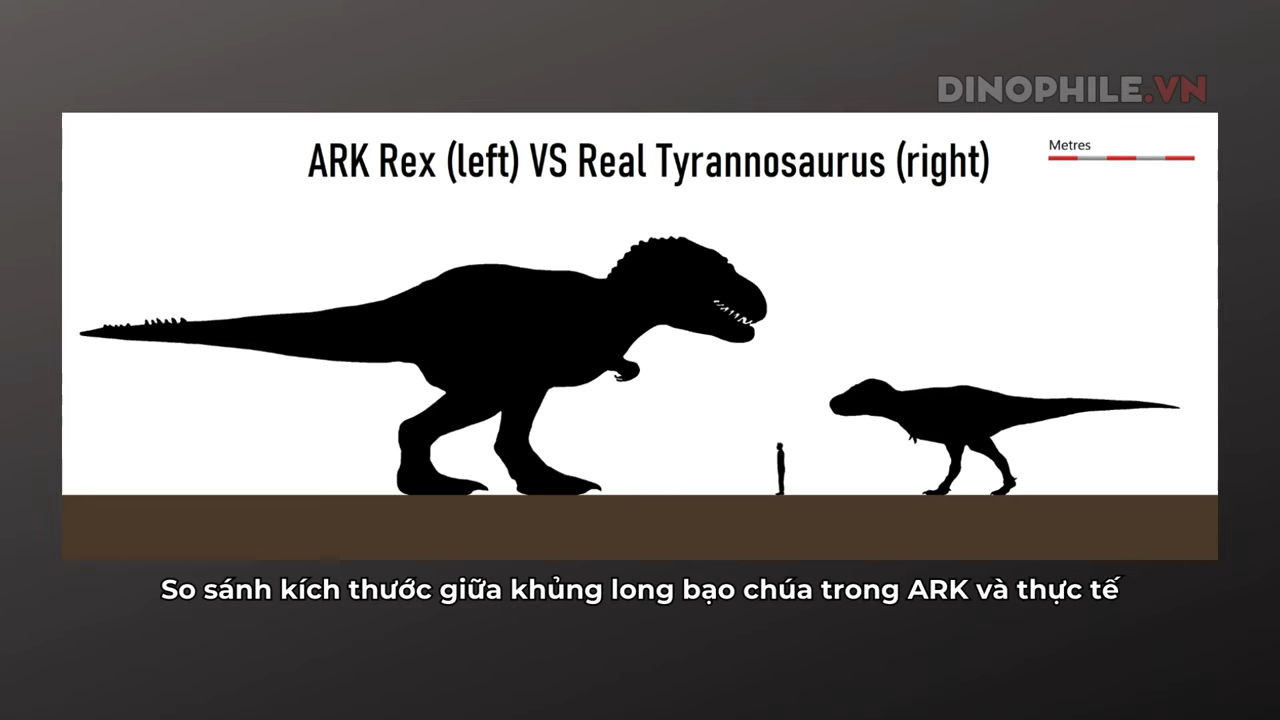 DINOPHILE.VN
ARK Rex (left) VS Real Tyrannosaurus (right)
Metres
So sánh kích thước giữa khủng long bạo chúa trong ARK và thực tế